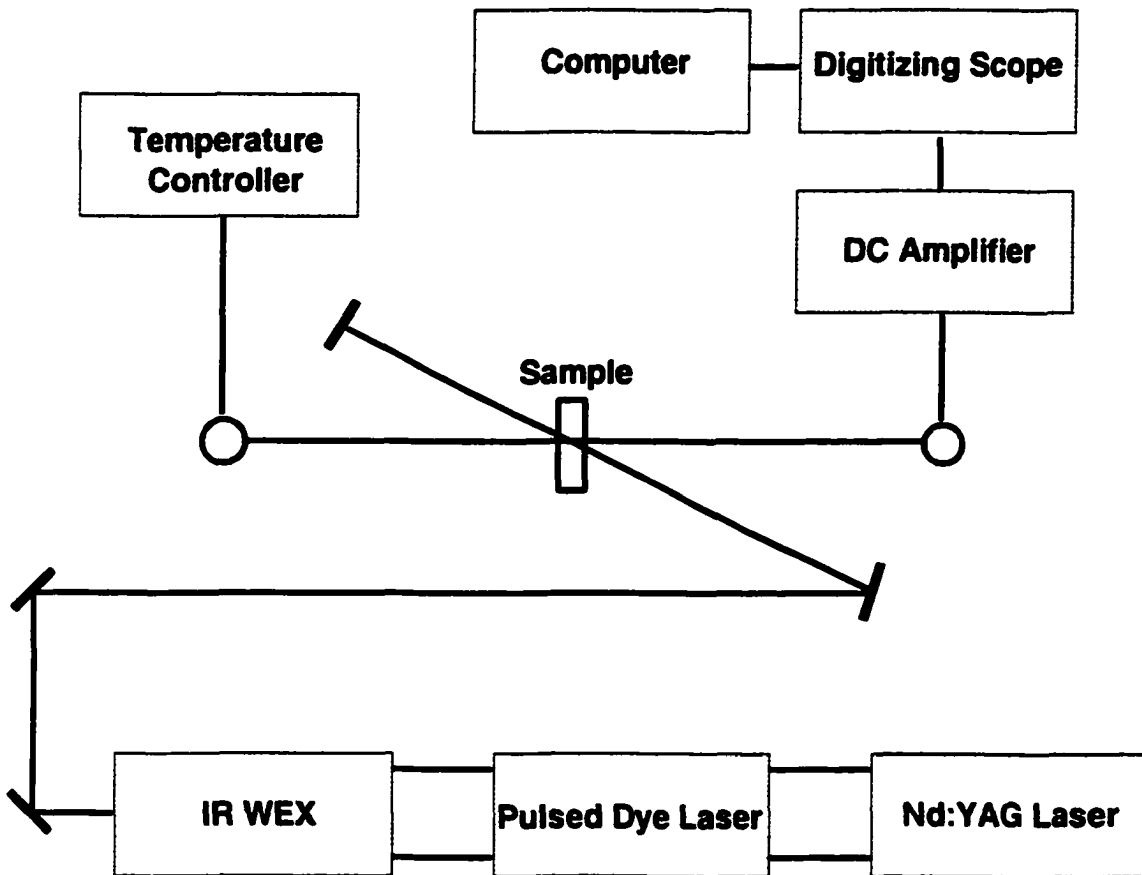 Computer
Digitizing Scope
Temperature
Controller
DC Amplifier
Sample
IR WEX
Pulsed Dye Laser
Nd:YAG Laser